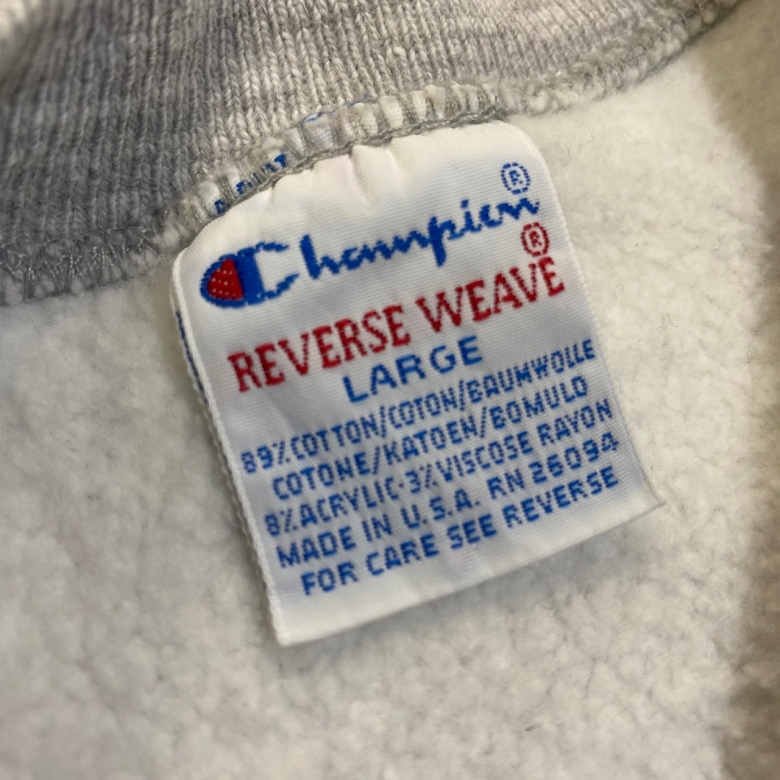 Champion®
REVERSE WEAVE®
LARGE
89%COTTON/COTON/BAUMWOLLE
COTONE/KATOEN/BOMULD
8%ACRYLIC·3%VISCOSE RAYON
MADE IN U.S.A. RN 26094
FOR CARE SEE REVERSE